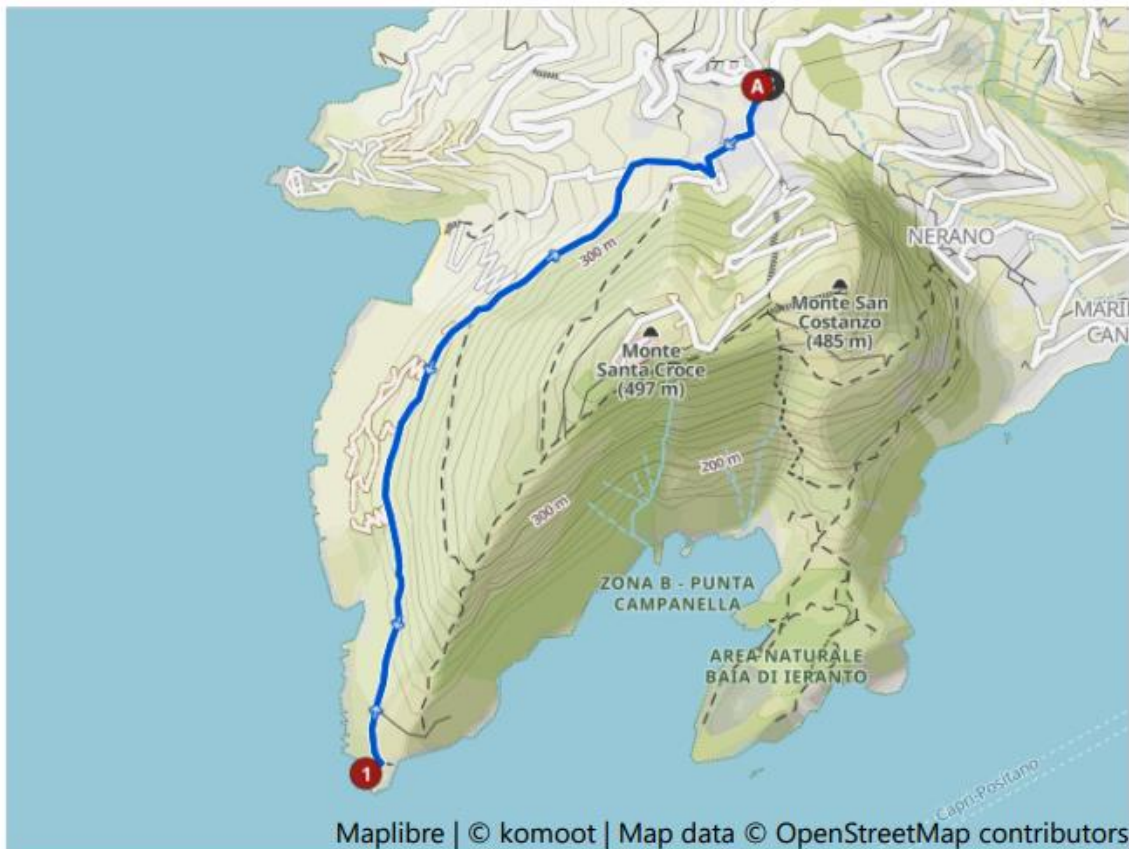 A
NERANO
300 m
Monte San
Costanzo
(485 m)
Monte
Santa Croce
(497 m)
200 m
300 m
ZONA B - PUNTA
CAMPANELLA
AREA NATURALE
BAIA DI IERANTO
1
Capri-Positano
Maplibre | © komoot | Map data © OpenStreetMap contributors